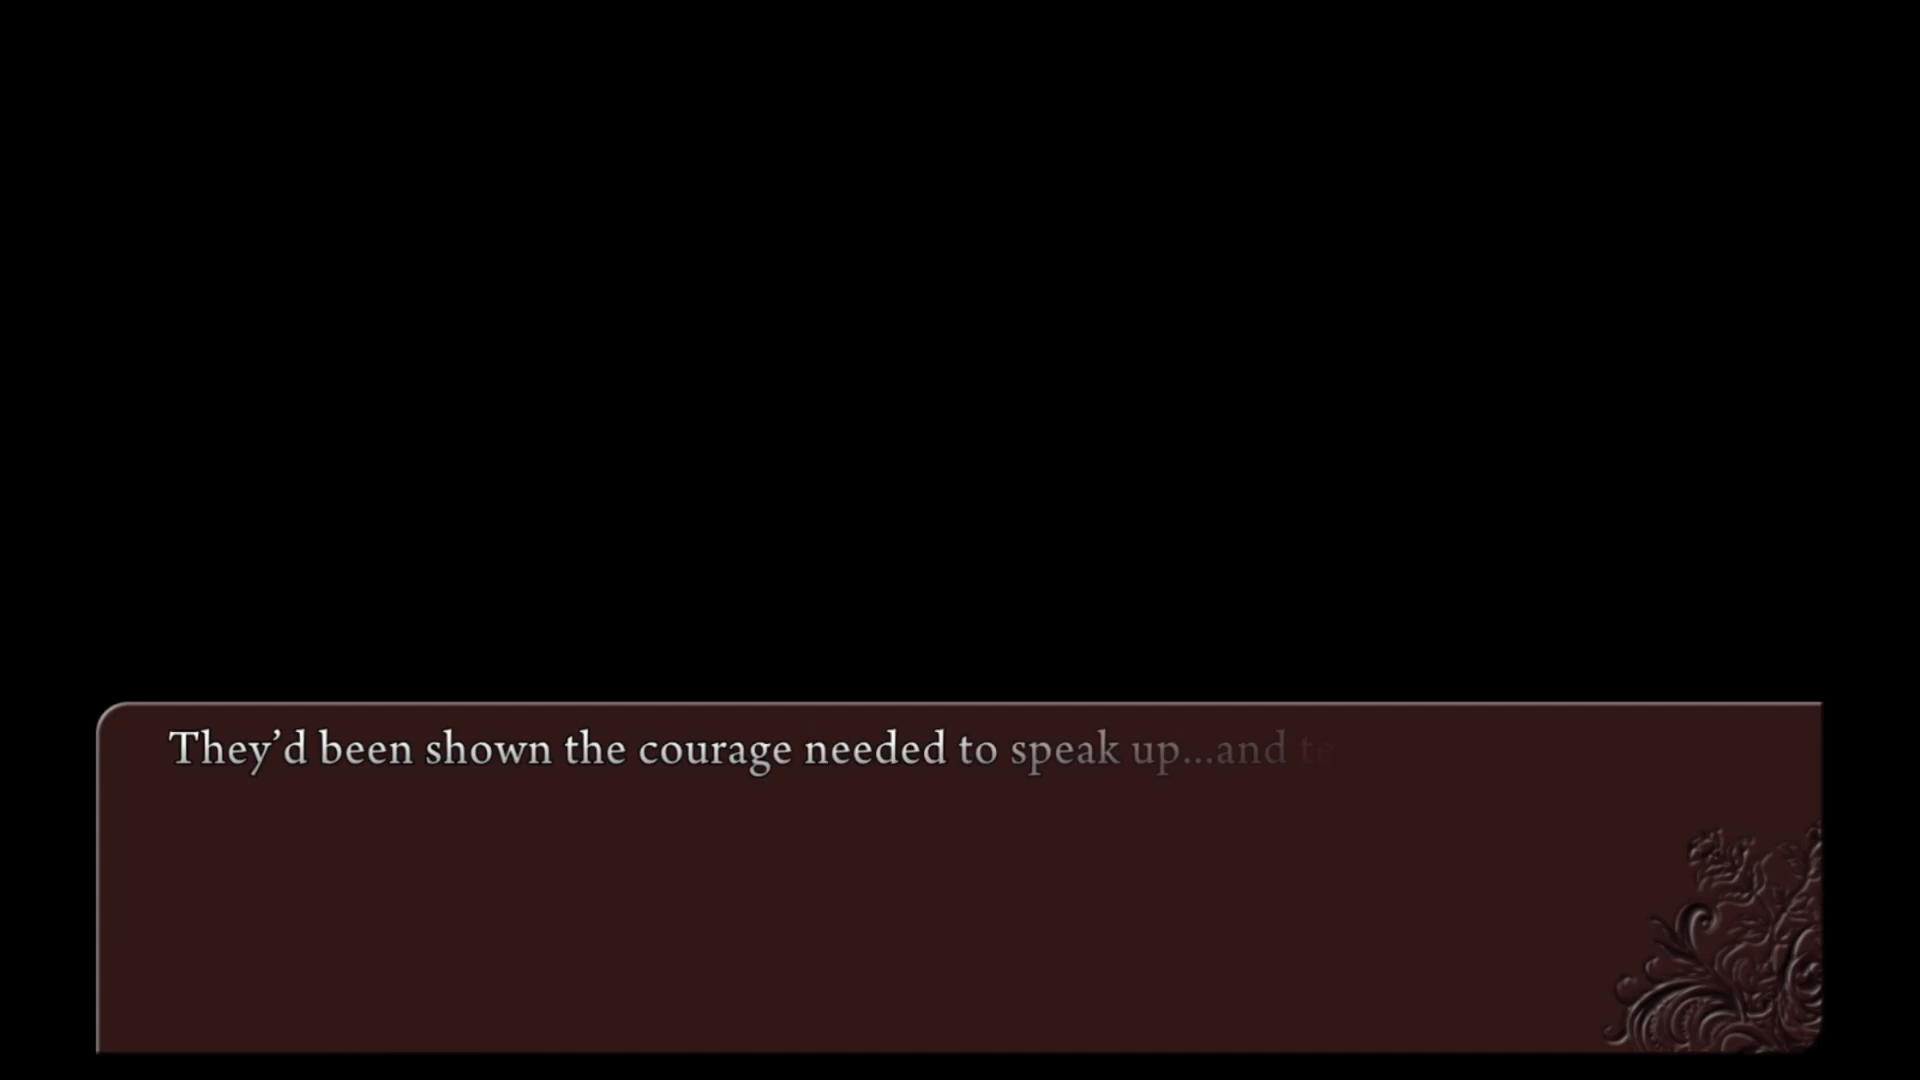 They’d been shown the courage needed to speak up...and